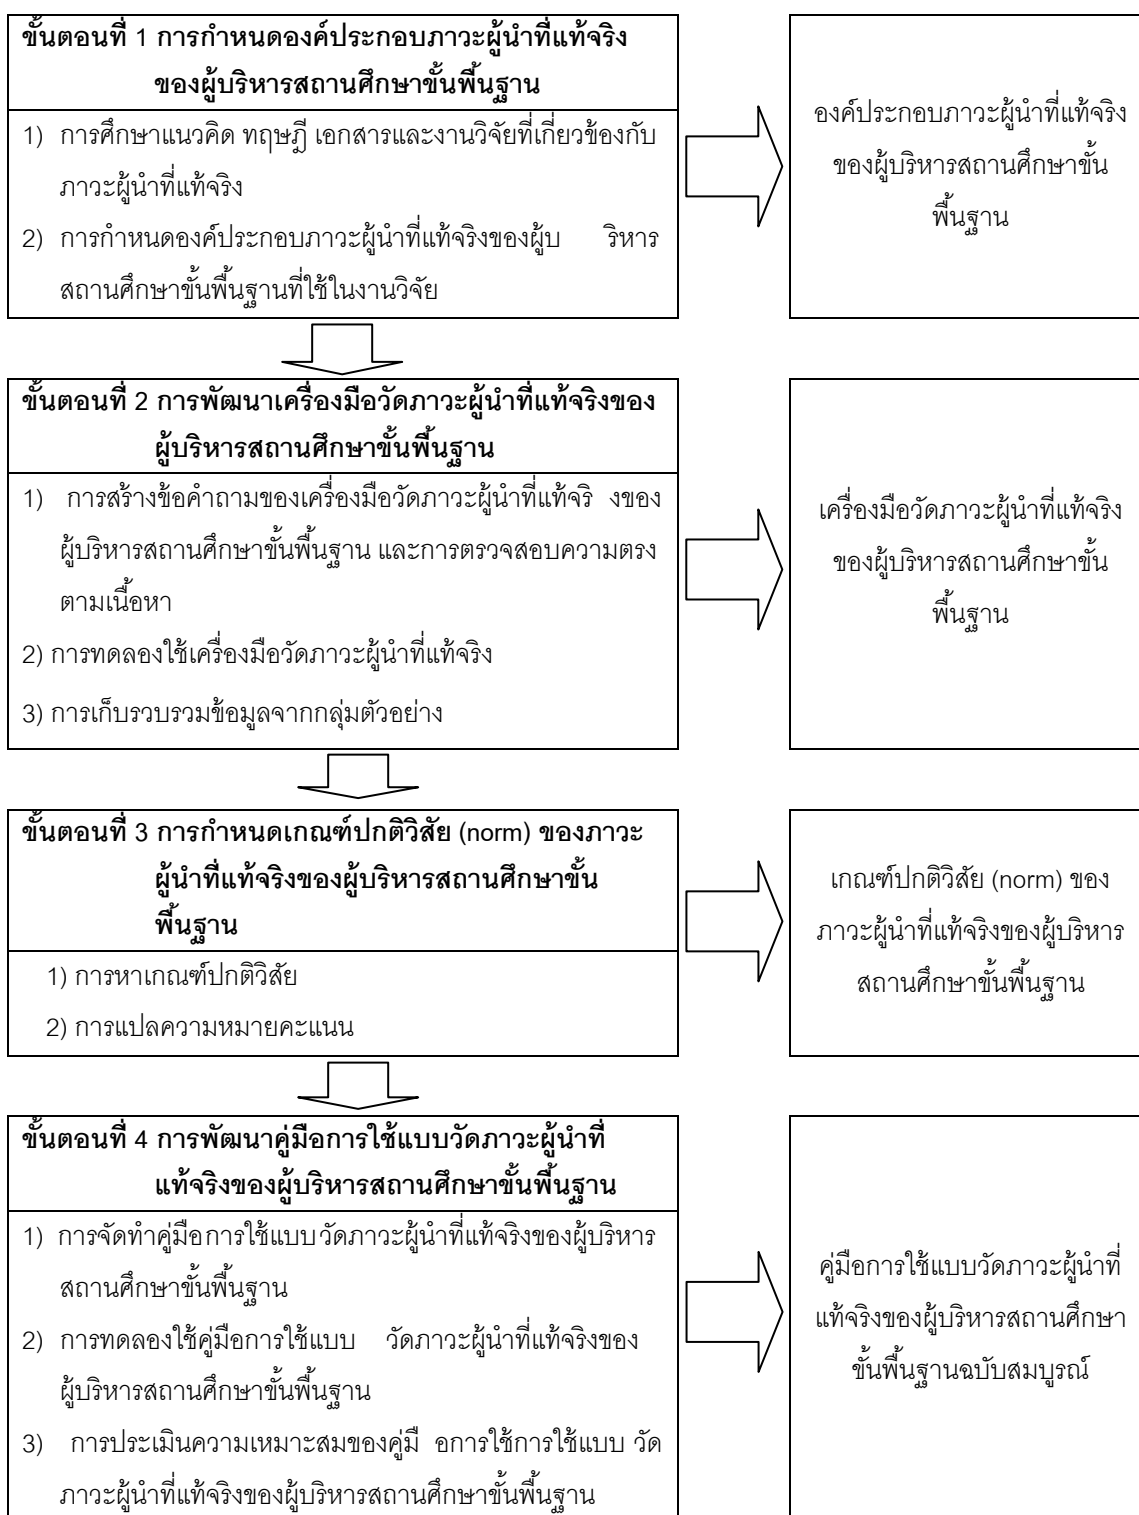 ขั้นตอนที่ 1 การกำหนดองค์ประกอบภาวะผู้นำที่แท้จริง
ของผู้บริหารสถานศึกษาขั้นพื้นฐาน
1) การศึกษาแนวคิด ทฤษฎี เอกสารและงานวิจัยที่เกี่ยวข้องกับ
ภาวะผู้นำที่แท้จริง
2) การกำหนดองค์ประกอบภาวะผู้นำที่แท้จริงของผู้บ ริหาร
สถานศึกษาขั้นพื้นฐานที่ใช้ในงานวิจัย
องค์ประกอบภาวะผู้นำที่แท้จริง
ของผู้บริหารสถานศึกษาขั้น
พื้นฐาน
ขั้นตอนที่ 2 การพัฒนาเครื่องมือวัดภาวะผู้นำที่แท้จริงของ
ผู้บริหารสถานศึกษาขั้นพื้นฐาน
1) การสร้างข้อคำถามของเครื่องมือวัดภาวะผู้นำที่แท้จริ งของ
ผู้บริหารสถานศึกษาขั้นพื้นฐาน และการตรวจสอบความตรง
ตามเนื้อหา
2) การทดลองใช้เครื่องมือวัดภาวะผู้นำที่แท้จริง
3) การเก็บรวบรวมข้อมูลจากกลุ่มตัวอย่าง
เครื่องมือวัดภาวะผู้นำที่แท้จริง
ของผู้บริหารสถานศึกษาขั้น
พื้นฐาน
ขั้นตอนที่ 3 การกำหนดเกณฑ์ปกติวิสัย (norm) ของภาวะ
ผู้นำที่แท้จริงของผู้บริหารสถานศึกษาขั้น
พื้นฐาน
1) การหาเกณฑ์ปกติวิสัย
2) การแปลความหมายคะแนน
เกณฑ์ปกติวิสัย (norm) ของ
ภาวะผู้นำที่แท้จริงของผู้บริหาร
สถานศึกษาขั้นพื้นฐาน
ขั้นตอนที่ 4 การพัฒนาคู่มือการใช้แบบวัดภาวะผู้นำที่
แท้จริงของผู้บริหารสถานศึกษาขั้นพื้นฐาน
1) การจัดทำคู่มือการใช้แบบวัดภาวะผู้นำที่แท้จริงของผู้บริหาร
สถานศึกษาขั้นพื้นฐาน
2) การทดลองใช้คู่มือการใช้แบบ วัดภาวะผู้นำที่แท้จริงของ
ผู้บริหารสถานศึกษาขั้นพื้นฐาน
3) การประเมินความเหมาะสมของคู่มื อการใช้การใช้แบบ วัด
ภาวะผู้นำที่แท้จริงของผู้บริหารสถานศึกษาขั้นพื้นฐาน
คู่มือการใช้แบบวัดภาวะผู้นำที่
แท้จริงของผู้บริหารสถานศึกษา
ขั้นพื้นฐานฉบับสมบูรณ์